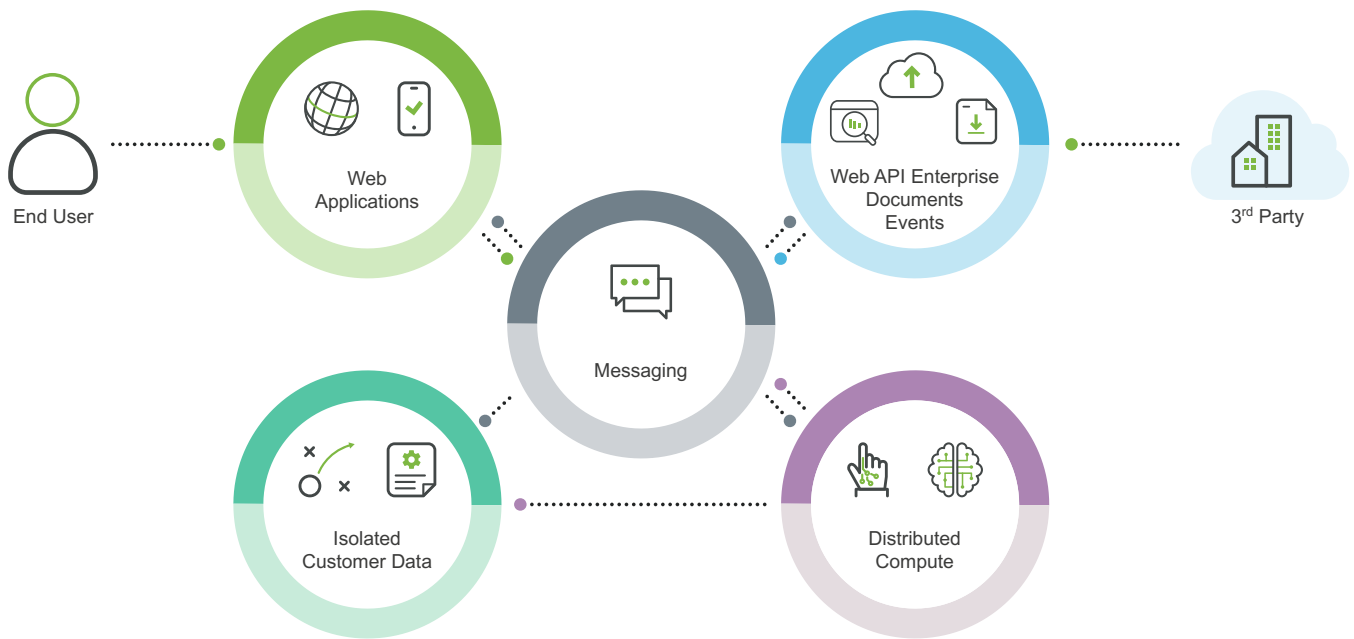 End User
Web
Applications
Web API Enterprise
Documents
Events
3rd Party
Messaging
Isolated
Customer Data
Distributed
Compute